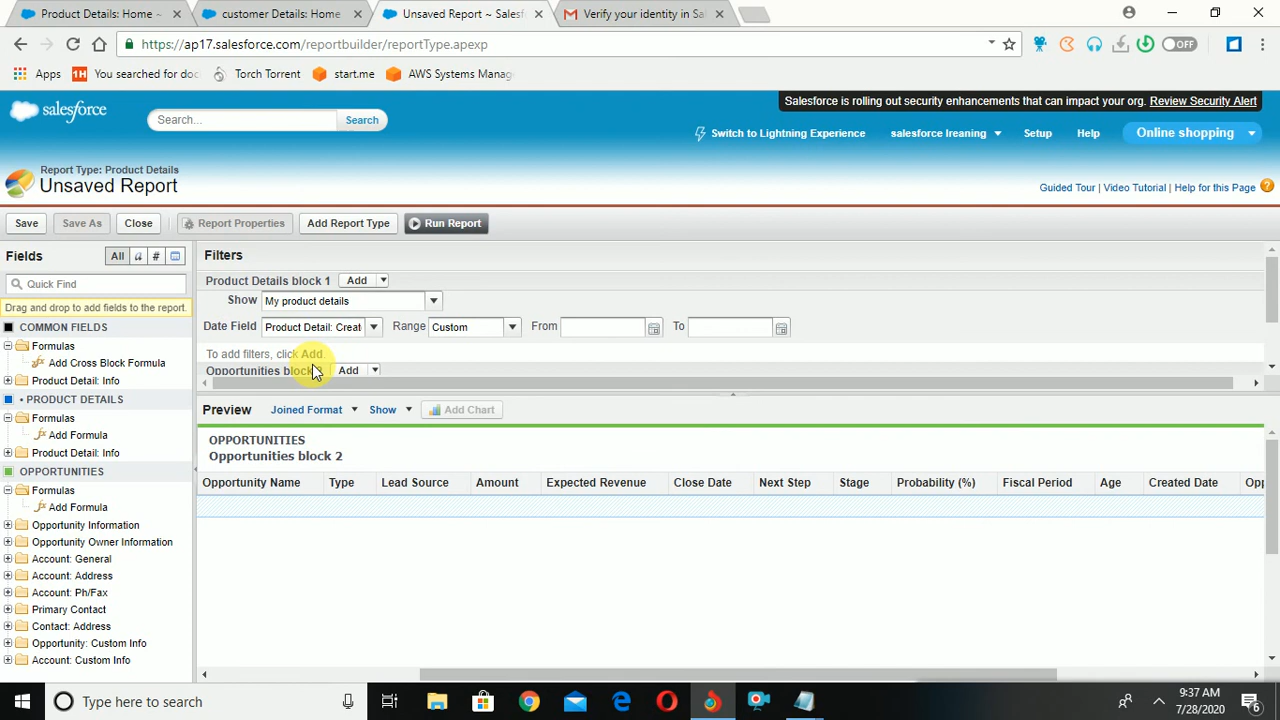 Product Details: Home ~
customer Details: Home
Unsaved Report ~ Salesf
Verify your identity in Sal
https://ap17.salesforce.com/reportbuilder/reportType.apexp
OFF
Apps
You searched for doc
Torch Torrent
start.me
AWS Systems Manag
salesforce
Search...
Search
Salesforce is rolling out security enhancements that can impact your org. Review Security Alert
Switch to Lightning Experience
salesforce lreaning
Setup
Help
Online shopping
Report Type: Product Details
Unsaved Report
Guided Tour | Video Tutorial | Help for this Page
Save
Save As
Close
Report Properties
Add Report Type
Run Report
Fields
All
a
#
Quick Find
Drag and drop to add fields to the report.
COMMON FIELDS
Formulas
Add Cross Block Formula
Product Detail: Info
• PRODUCT DETAILS
Formulas
Add Formula
Product Detail: Info
OPPORTUNITIES
Formulas
Add Formula
Opportunity Information
Opportunity Owner Information
Account: General
Account: Address
Account: Ph/Fax
Primary Contact
Contact: Address
Opportunity: Custom Info
Account: Custom Info
Filters
Product Details block 1
Add
Show
My product details
Date Field
Product Detail: Creat
Range
Custom
From
To
To add filters, click Add.
Opportunities block
Add
Preview
Joined Format
Show
Add Chart
OPPORTUNITIES
Opportunities block 2
Opportunity Name
Type
Lead Source
Amount
Expected Revenue
Close Date
Next Step
Stage
Probability (%)
Fiscal Period
Age
Created Date
Opp
Type here to search
9:37 AM
7/28/2020
6